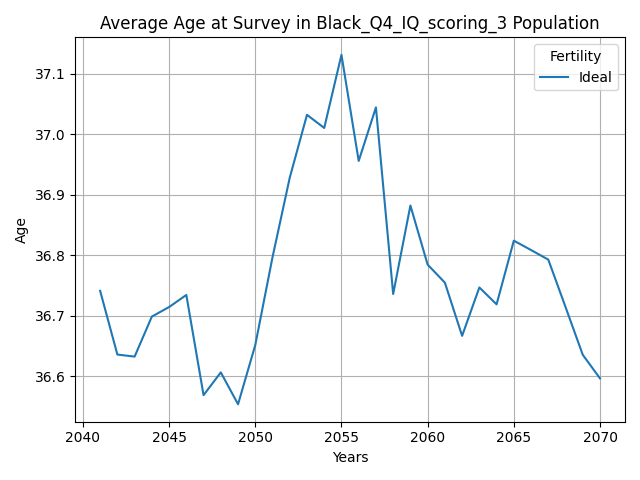 Average Age at Survey in Black_Q4_IQ_scoring_3 Population
Fertility
Ideal
37.1
37.0
36.9
36.8
36.7
36.6
Age
2040 2045 2050 2055 2060 2065 2070
Years